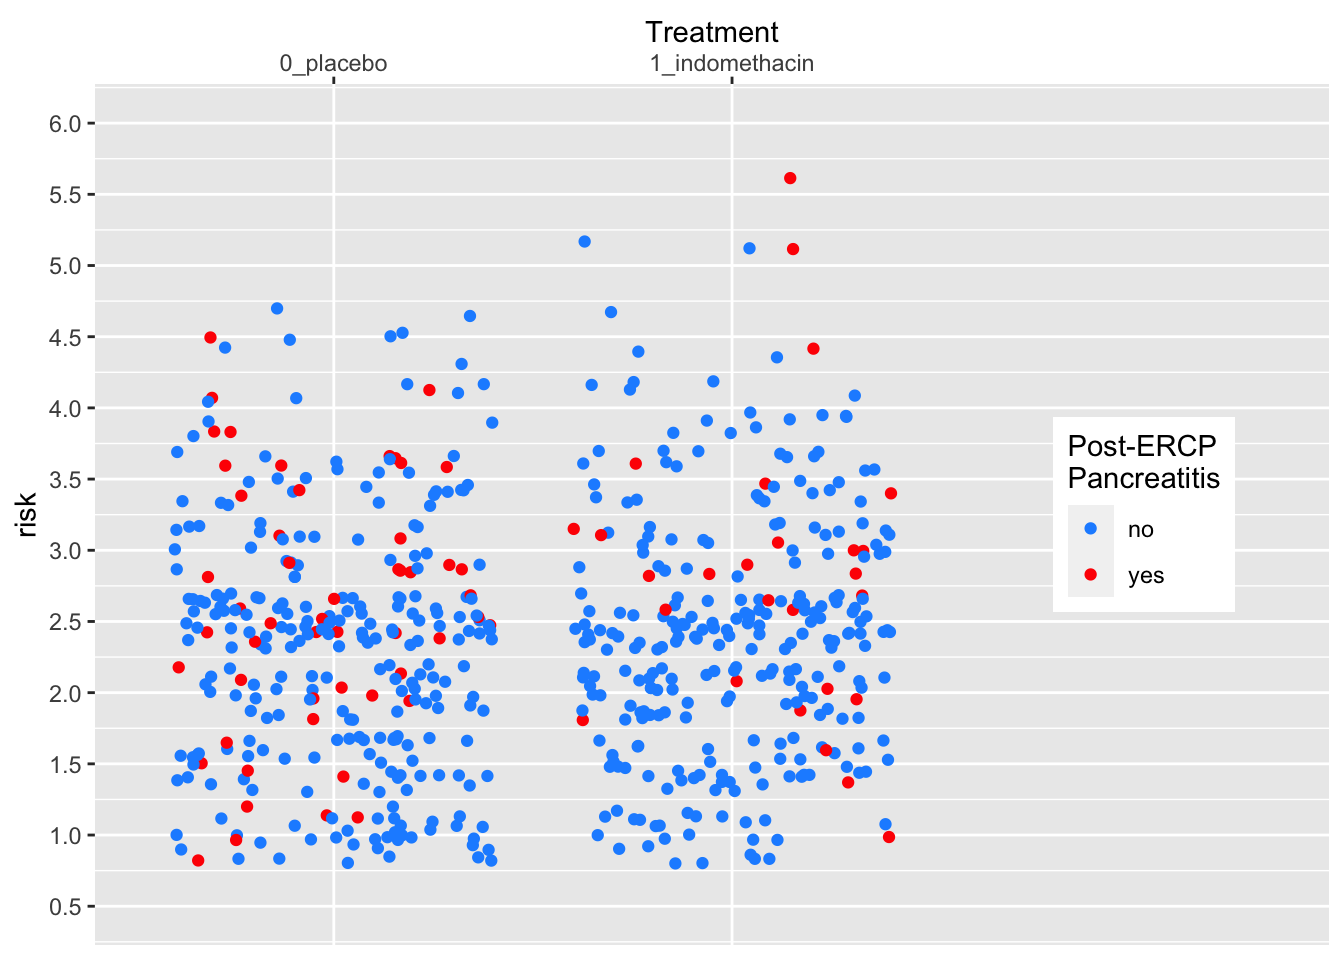 Treatment
0_placebo 1_indomethacin
6.0
5.5
5.0
4.5
4.0
3.5
3.0
2.5
2.0
1.5
1.0
0.5
risk
Post-ERCP
Pancreatitis
no
yes